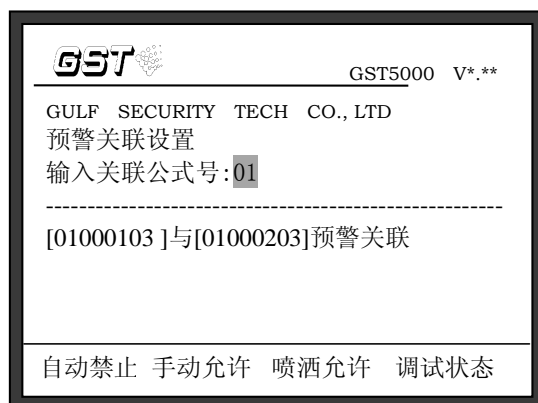 GST
GST5000 V*.**
GULF SECURITY TECH CO., LTD
预警关联设置
输入关联公式号:01
-------------------------------------------------------
[01000103 ]与[01000203]预警关联
自动禁止 手动允许 喷洒允许 调试状态